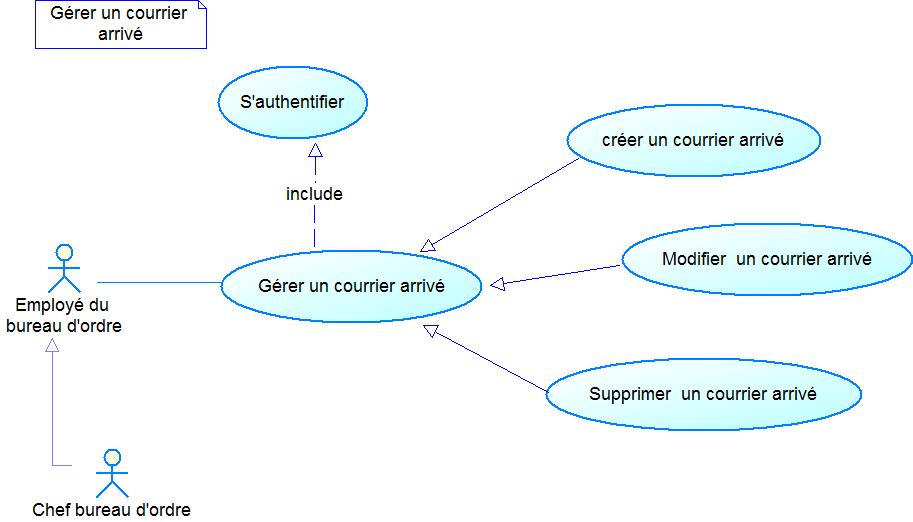 Gérer un courrier
arrivé
S'authentifier
créer un courrier arrivé
include
Modifier un courrier arrivé
Gérer un courrier arrivé
Employé du
bureau d'ordre
Supprimer un courrier arrivé
Chef bureau d'ordre